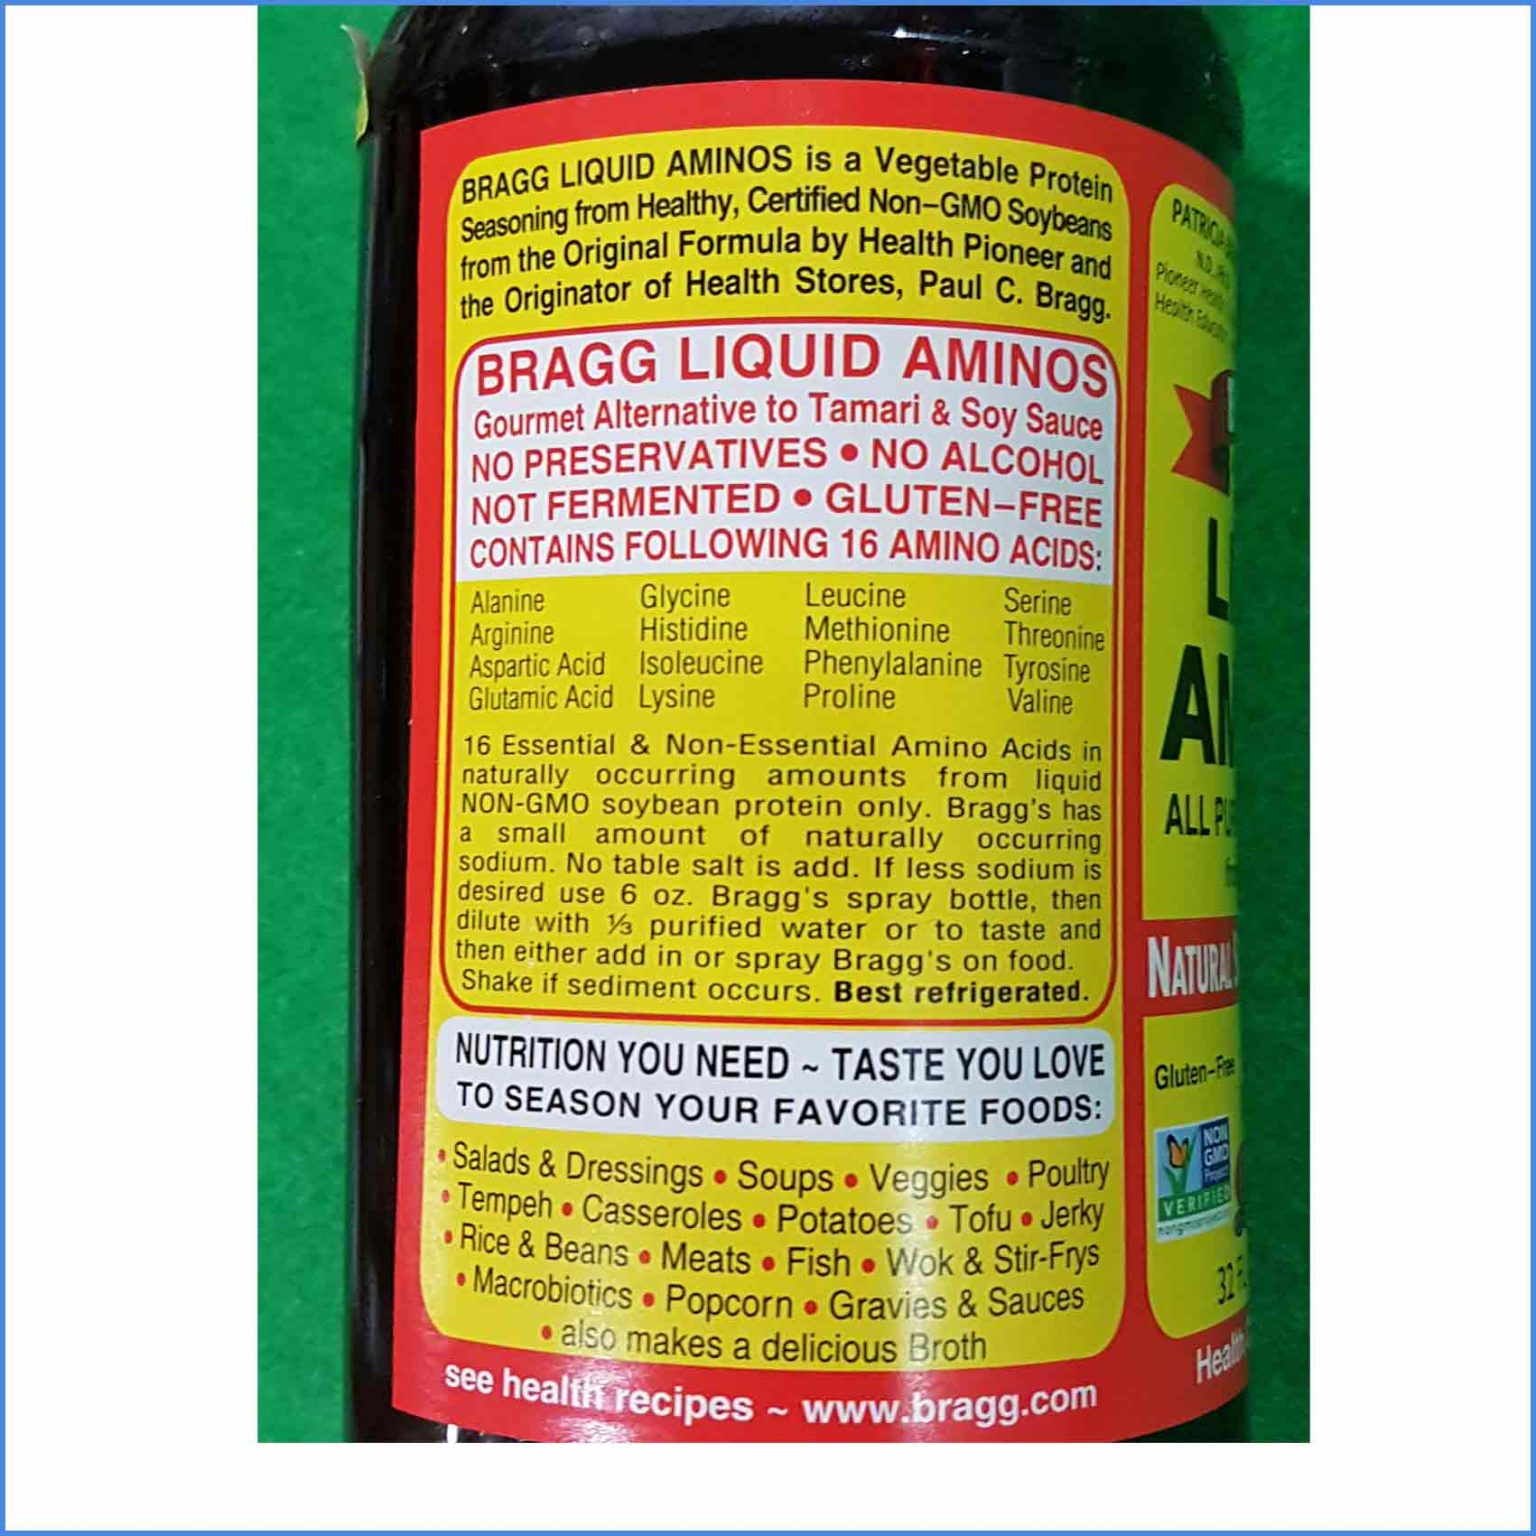 BRAGG LIQUID AMINOS is a Vegetable Protein
Seasoning from Healthy, Certified Non-GMO Soybeans
from the Original Formula by Health Pioneer and
the Originator of Health Stores, Paul C. Bragg.
BRAGG LIQUID AMINOS
Gourmet Alternative to Tamari & Soy Sauce
NO PRESERVATIVES • NO ALCOHOL
NOT FERMENTED • GLUTEN-FREE
CONTAINS FOLLOWING 16 AMINO ACIDS:
Alanine Glycine Leucine Serine
Arginine Histidine Methionine Threonine
Aspartic Acid Isoleucine Phenylalanine Tyrosine
Glutamic Acid Lysine Proline Valine
16 Essential & Non-Essential Amino Acids in
naturally occurring amounts from liquid
NON-GMO soybean protein only. Bragg's has
a small amount of naturally occurring
sodium. No table salt is add. If less sodium is
desired use 6 oz. Bragg's spray bottle, then
dilute with ⅓ purified water or to taste and
then either add in or spray Bragg's on food.
Shake if sediment occurs. Best refrigerated.
NUTRITION YOU NEED ~ TASTE YOU LOVE
TO SEASON YOUR FAVORITE FOODS:
• Salads & Dressings • Soups • Veggies • Poultry
• Tempeh • Casseroles • Potatoes • Tofu • Jerky
• Rice & Beans • Meats • Fish • Wok & Stir-Frys
• Macrobiotics • Popcorn • Gravies & Sauces
• also makes a delicious Broth
see health recipes ~ www.bragg.com
Pioneer
Health
ALL
NATURAL
Gluten-Free
NON
GMO
Project
VERIFIED
32